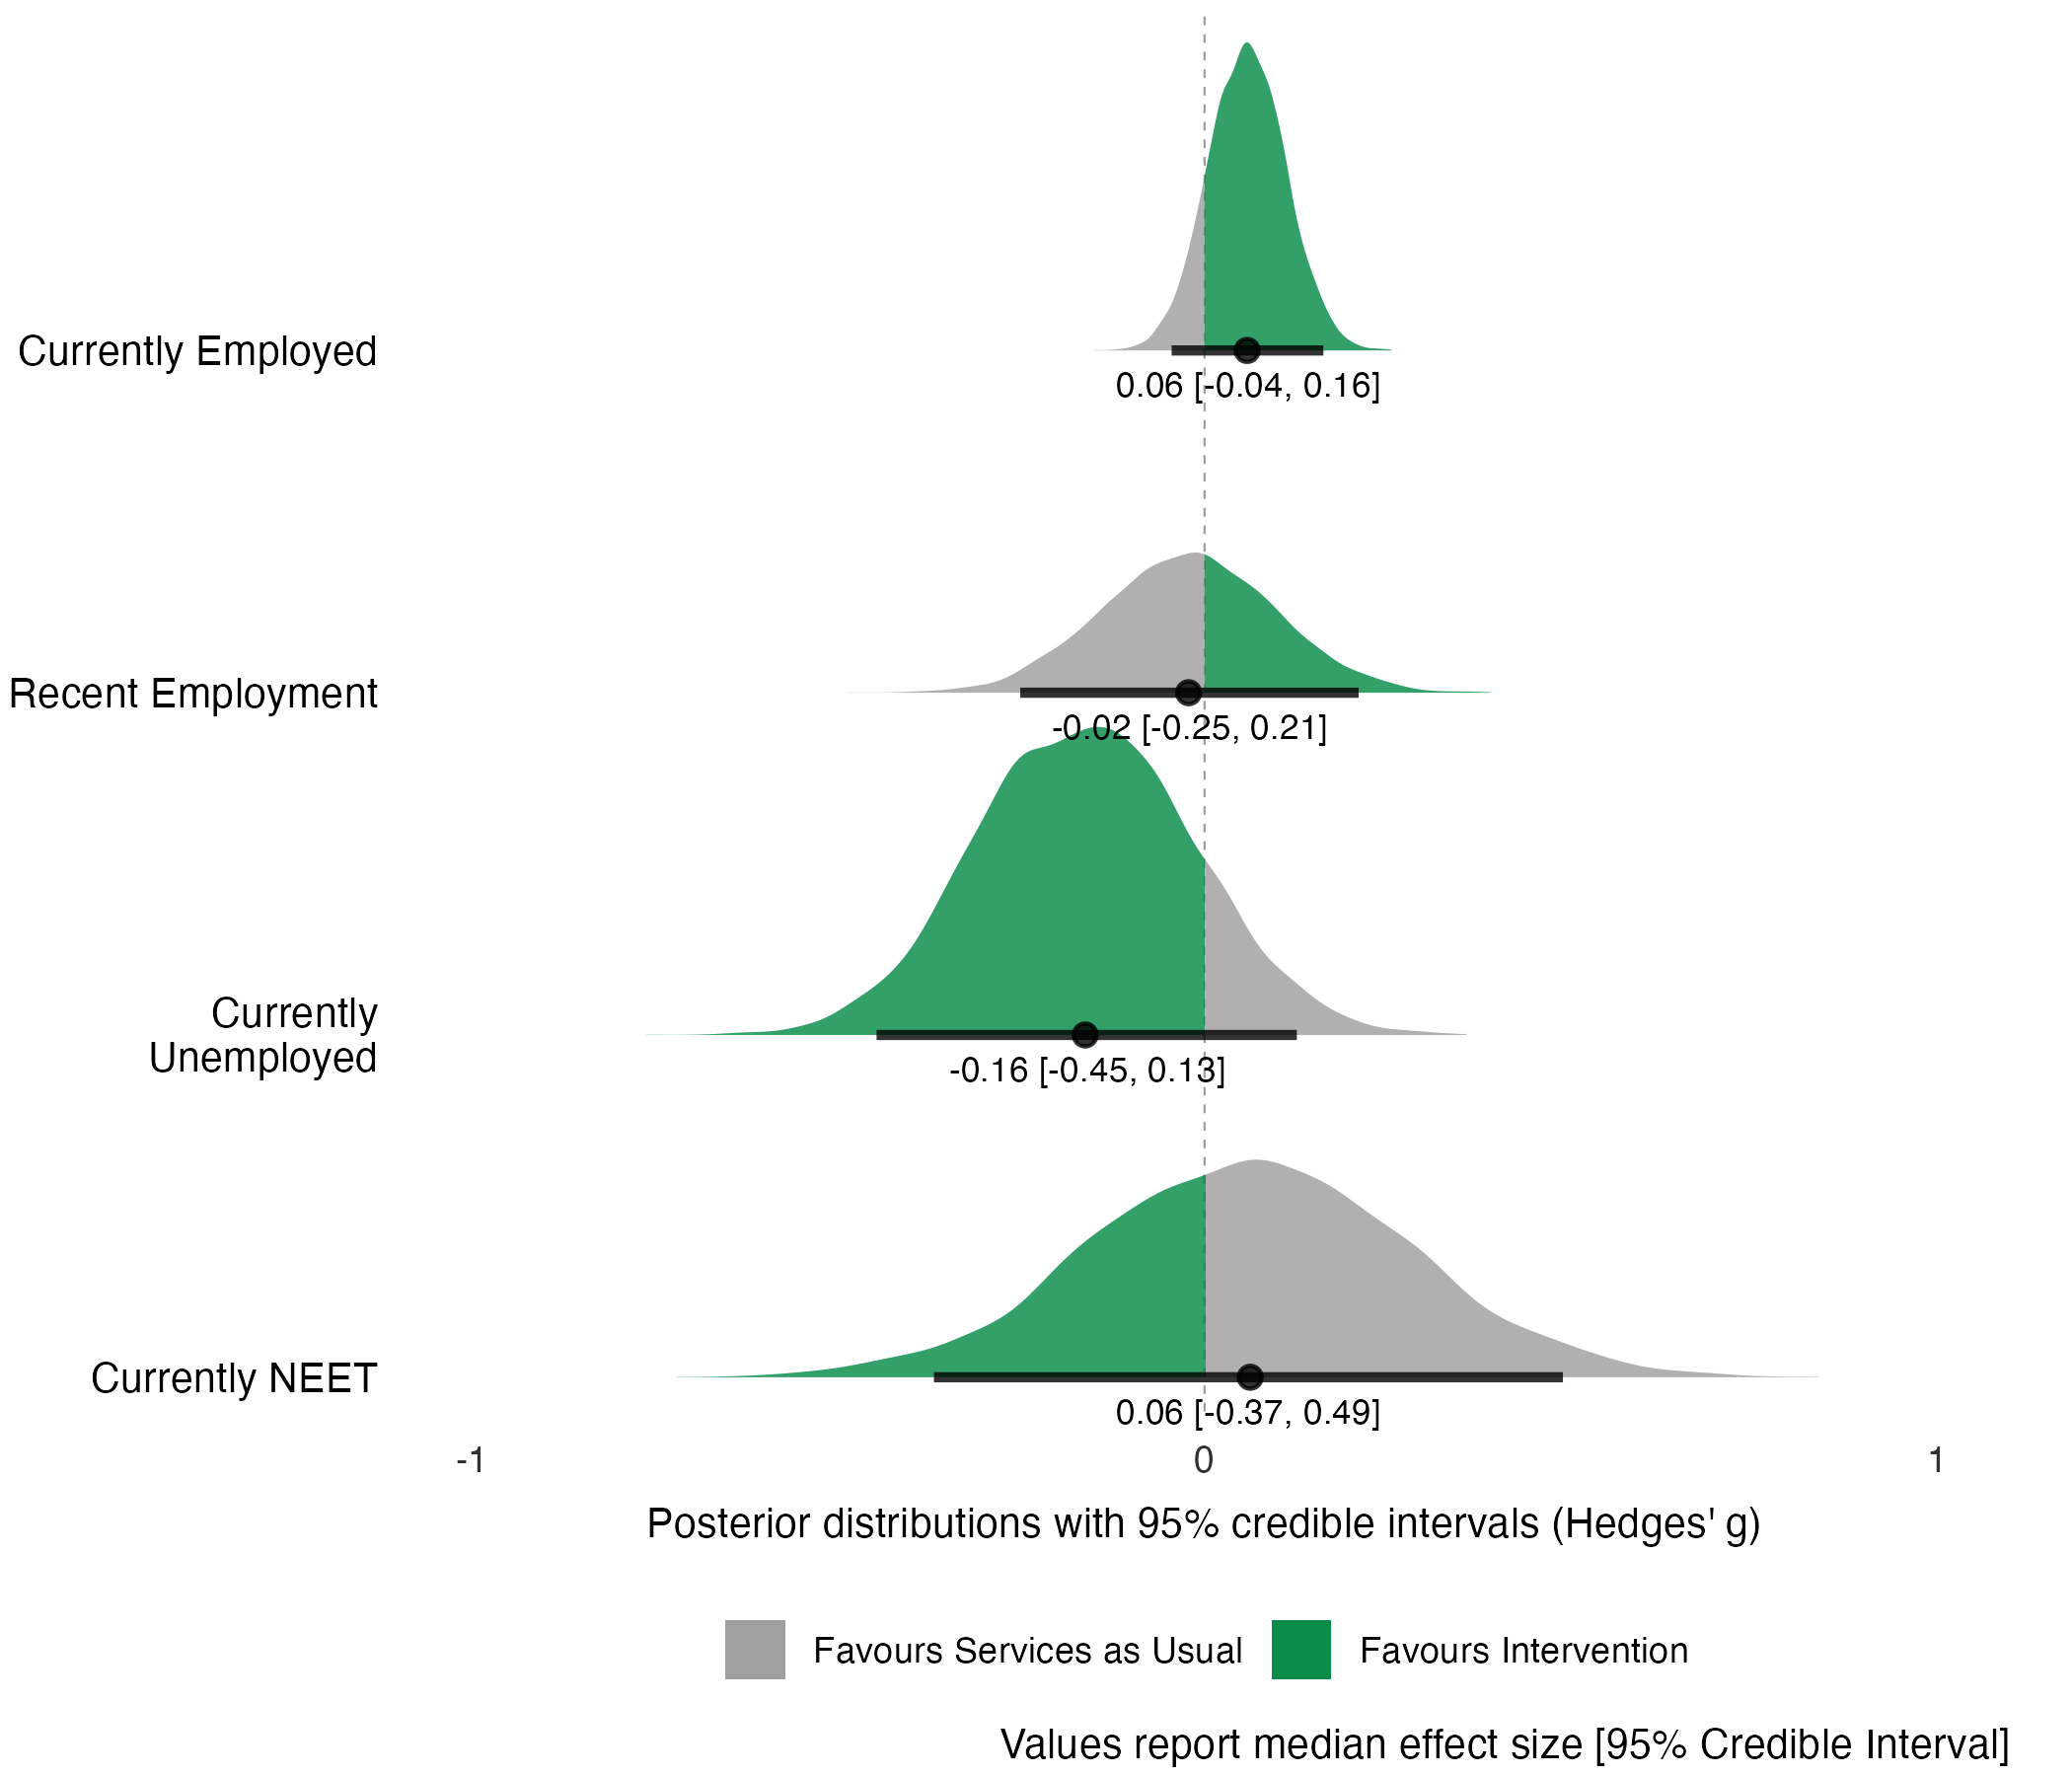 Currently Employed
0.06 [-0.04, 0.16]
Recent Employment
-0.02 [-0.25, 0.21]
Currently
Unemployed
-0.16 [-0.45, 0.13]
Currently NEET
0.06 [-0.37, 0.49]
-1 0 1
Posterior distributions with 95% credible intervals (Hedges' g)
Favours Services as Usual Favours Intervention
Values report median effect size [95% Credible Interval]